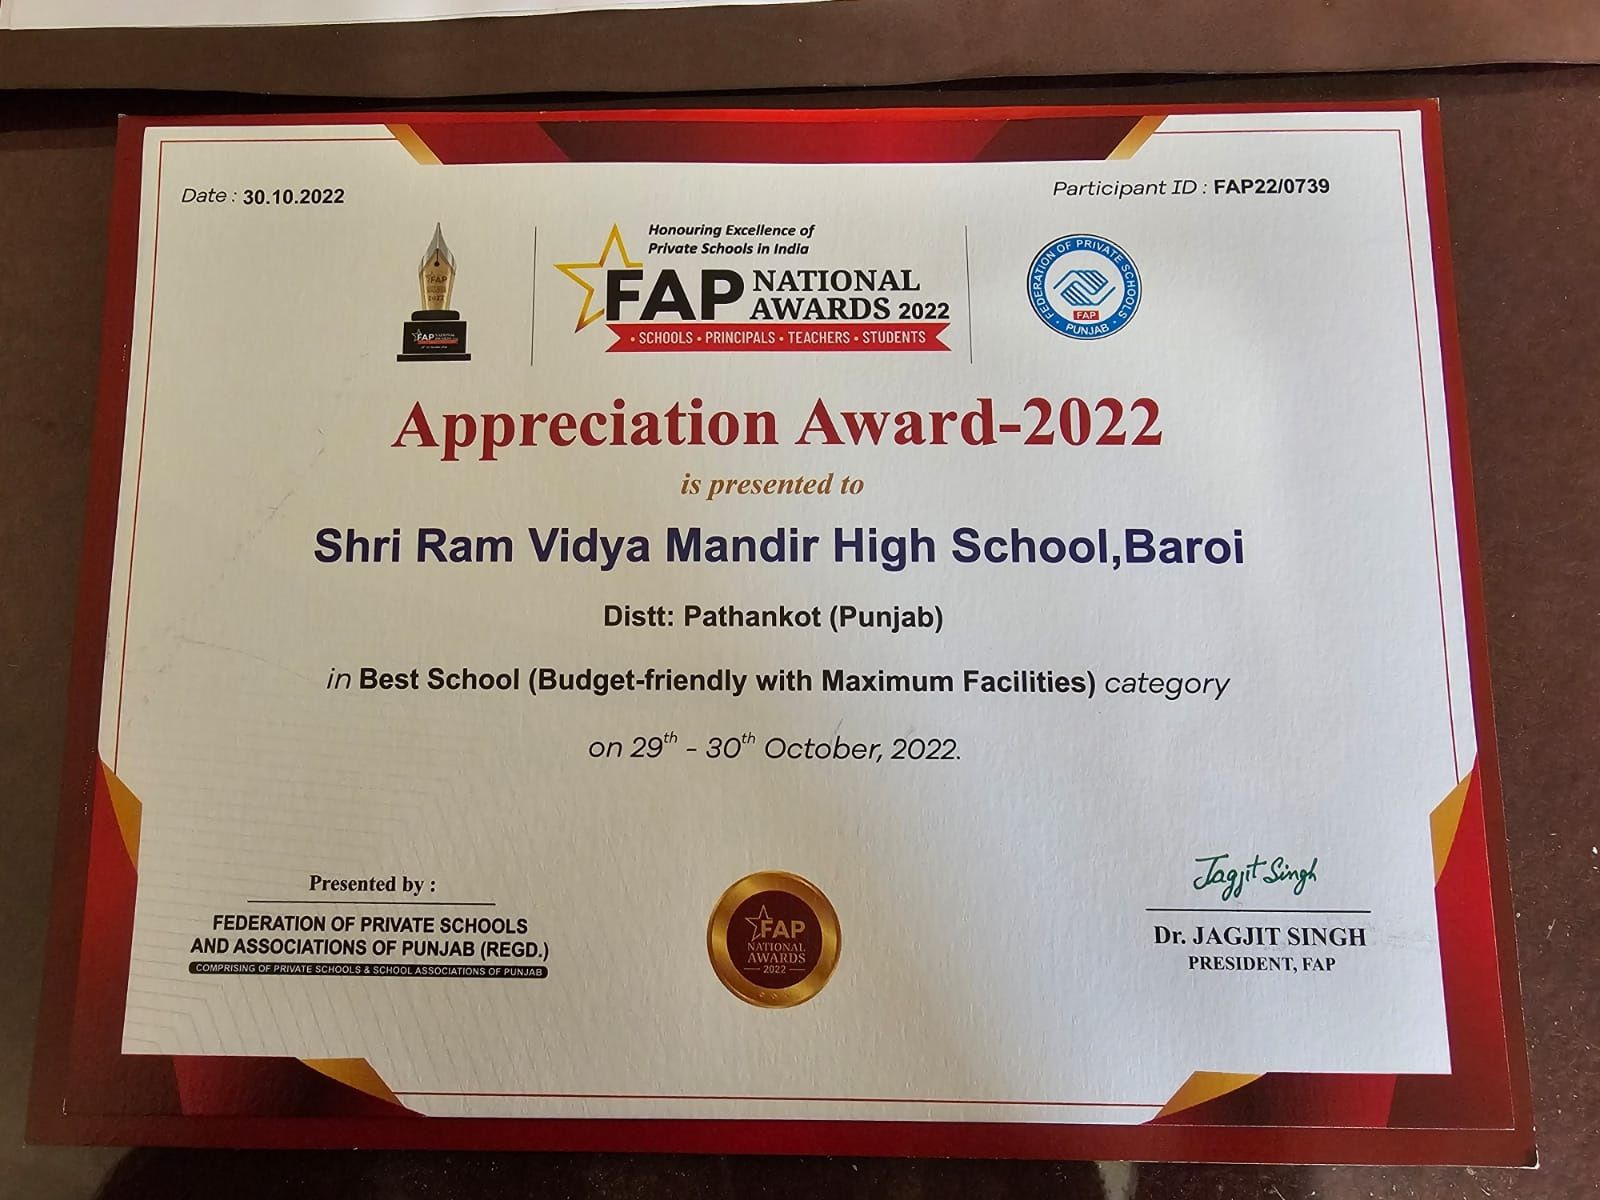 Date : 30.10.2022
Participant ID : FAP22/0739
Honouring Excellence of
Private Schools in India
FAP NATIONAL
AWARDS 2022
• SCHOOLS • PRINCIPALS • TEACHERS • STUDENTS
FAP
2022
FAP NATIONAL
FEDERATION OF PRIVATE SCHOOLS
FAP
• PUNJAB •
Appreciation Award-2022
is presented to
Shri Ram Vidya Mandir High School,Baroi
Distt: Pathankot (Punjab)
in Best School (Budget-friendly with Maximum Facilities) category
on 29th - 30th October, 2022.
Presented by :
FEDERATION OF PRIVATE SCHOOLS
AND ASSOCIATIONS OF PUNJAB (REGD.)
COMPRISING OF PRIVATE SCHOOLS & SCHOOL ASSOCIATIONS OF PUNJAB
FAP
NATIONAL
AWARDS
2022
Jagjit Singh
Dr. JAGJIT SINGH
PRESIDENT, FAP